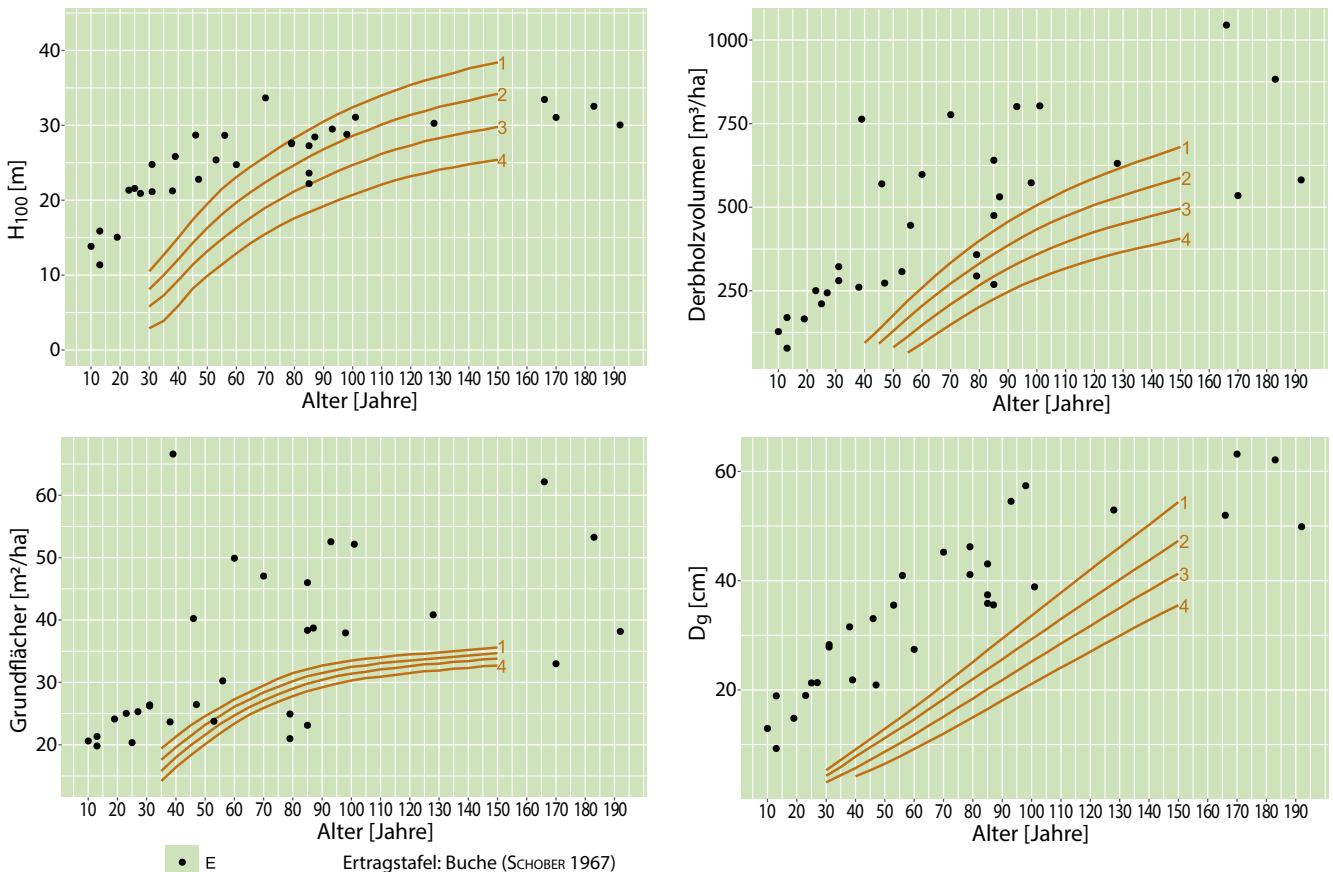 40
30
20
10
0
H100 [m]
1
2
3
4
10 20 30 40 50 60 70 80 90 100 110 120 130 140 150 160 170 180 190
Alter [Jahre]
1000
750
500
250
Derbholzvolumen [m³/ha]
1
2
3
4
10 20 30 40 50 60 70 80 90 100 110 120 130 140 150 160 170 180 190
Alter [Jahre]
60
50
40
30
20
Grundflächer [m²/ha]
1
4
10 20 30 40 50 60 70 80 90 100 110 120 130 140 150 160 170 180 190
Alter [Jahre]
60
40
20
Dg [cm]
1
2
3
4
10 20 30 40 50 60 70 80 90 100 110 120 130 140 150 160 170 180 190
Alter [Jahre]
E
Ertragstafel: Buche (SCHOBER 1967)